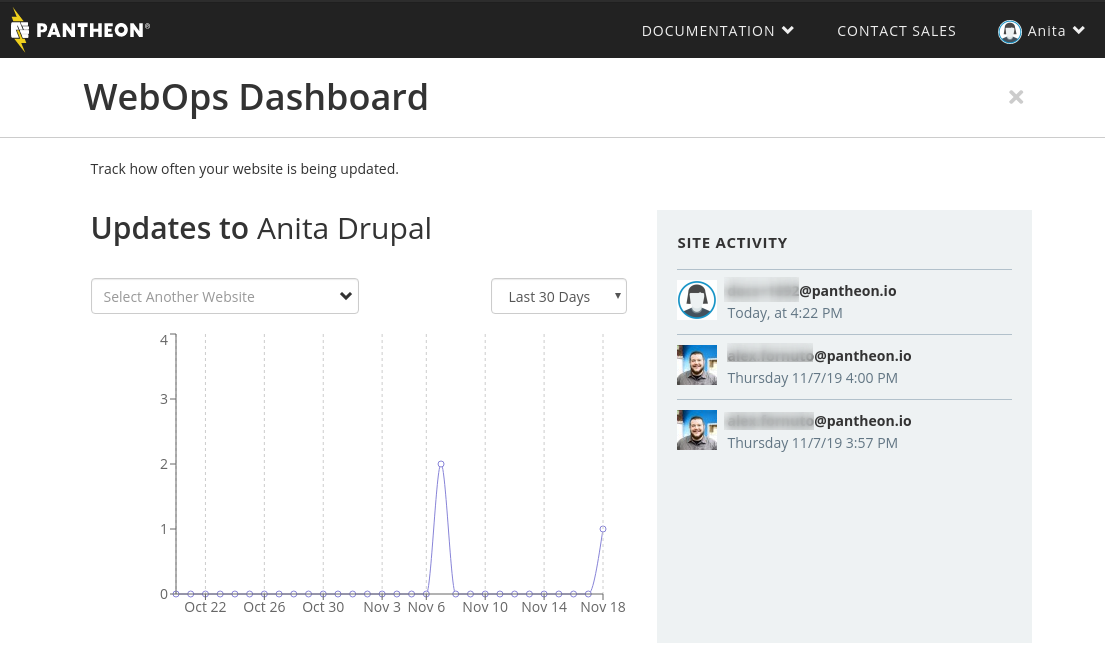 PANTHEON®
DOCUMENTATION
CONTACT SALES
Anita
WebOps Dashboard
Track how often your website is being updated.
Updates to Anita Drupal
Select Another Website
Last 30 Days
4
3
2
1
0
Oct 22 Oct 26 Oct 30 Nov 3 Nov 6 Nov 10 Nov 14 Nov 18
SITE ACTIVITY
@pantheon.io
Today, at 4:22 PM
@pantheon.io
Thursday 11/7/19 4:00 PM
@pantheon.io
Thursday 11/7/19 3:57 PM